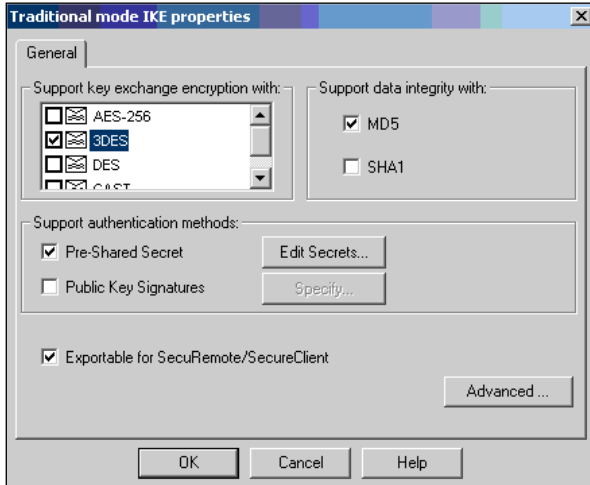 Traditional mode IKE properties
General
Support key exchange encryption with:
AES-256
3DES
DES
CAST
Support data integrity with:
MD5
SHA1
Support authentication methods:
Pre-Shared Secret
Edit Secrets...
Public Key Signatures
Specify...
Exportable for SecuRemote/SecureClient
Advanced ...
OK
Cancel
Help